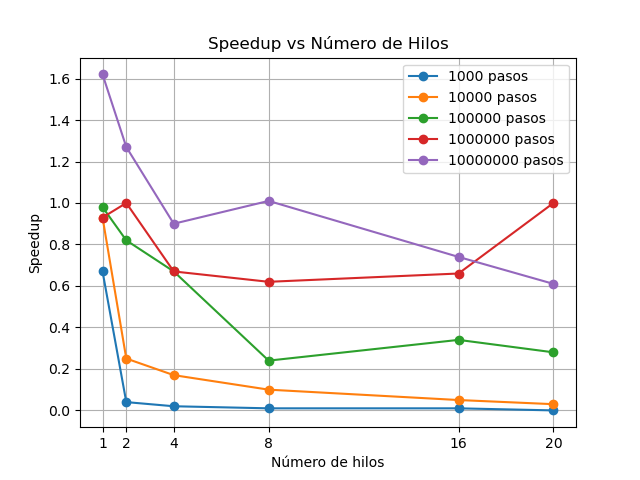 Speedup vs Número de Hilos
1000 pasos
10000 pasos
100000 pasos
1000000 pasos
10000000 pasos
Speedup
1.6
1.4
1.2
1.0
0.8
0.6
0.4
0.2
0.0
1 2 4 8 16 20
Número de hilos